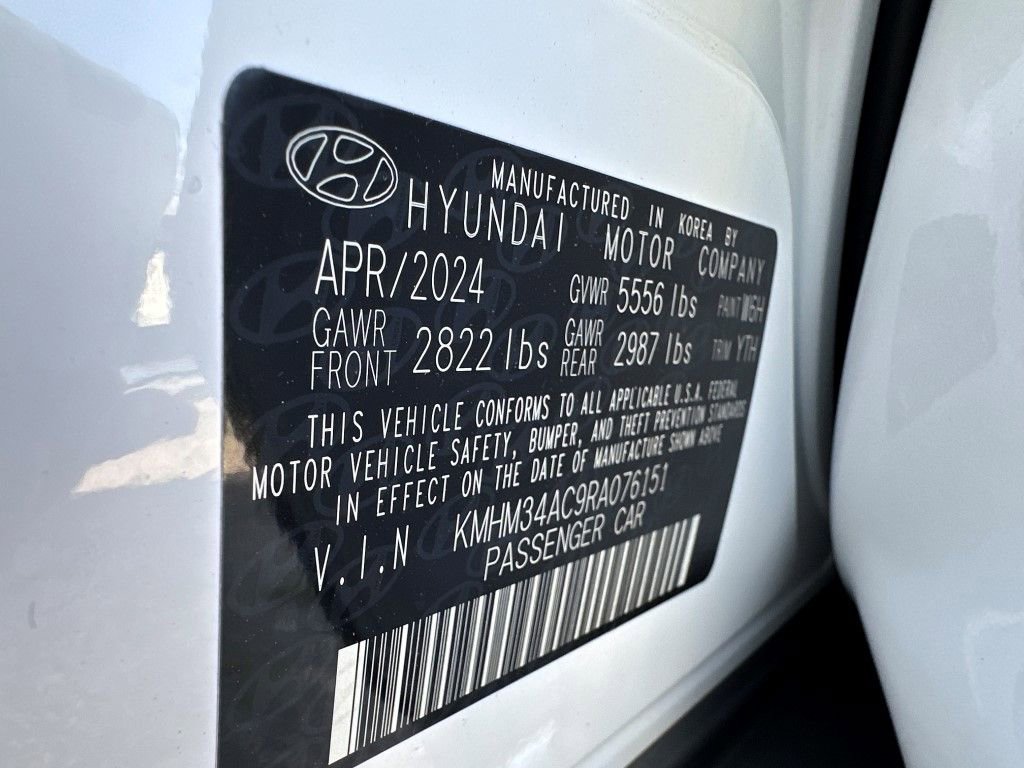 MANUFACTURED IN KOREA BY
HYUNDAI MOTOR COMPANY
APR/2024 GVWR 5556 lbs PAINT W6H
GAWR FRONT 2822 lbs GAWR REAR 2987 lbs TRIM YTH
THIS VEHICLE CONFORMS TO ALL APPLICABLE U.S.A. FEDERAL
MOTOR VEHICLE SAFETY, BUMPER, AND THEFT PREVENTION STANDARDS
IN EFFECT ON THE DATE OF MANUFACTURE SHOWN ABOVE
V.I.N KMHM34AC9RA076151
PASSENGER CAR